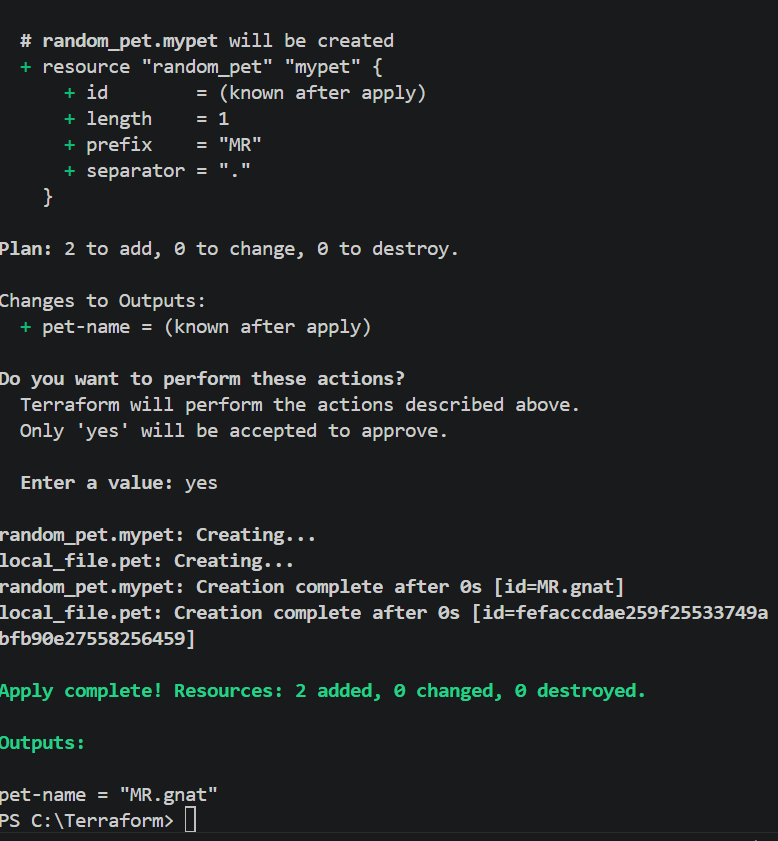 # random_pet.mypet will be created
+ resource "random_pet" "mypet" {
+ id        = (known after apply)
+ length    = 1
+ prefix    = "MR"
+ separator = "."
}
Plan: 2 to add, 0 to change, 0 to destroy.
Changes to Outputs:
+ pet-name = (known after apply)
Do you want to perform these actions?
Terraform will perform the actions described above.
Only 'yes' will be accepted to approve.
Enter a value: yes
random_pet.mypet: Creating...
local_file.pet: Creating...
random_pet.mypet: Creation complete after 0s [id=MR.gnat]
local_file.pet: Creation complete after 0s [id=fefacccdae259f25533749a
bfb90e27558256459]
Apply complete! Resources: 2 added, 0 changed, 0 destroyed.
Outputs:
pet-name = "MR.gnat"
PS C:\Terraform>